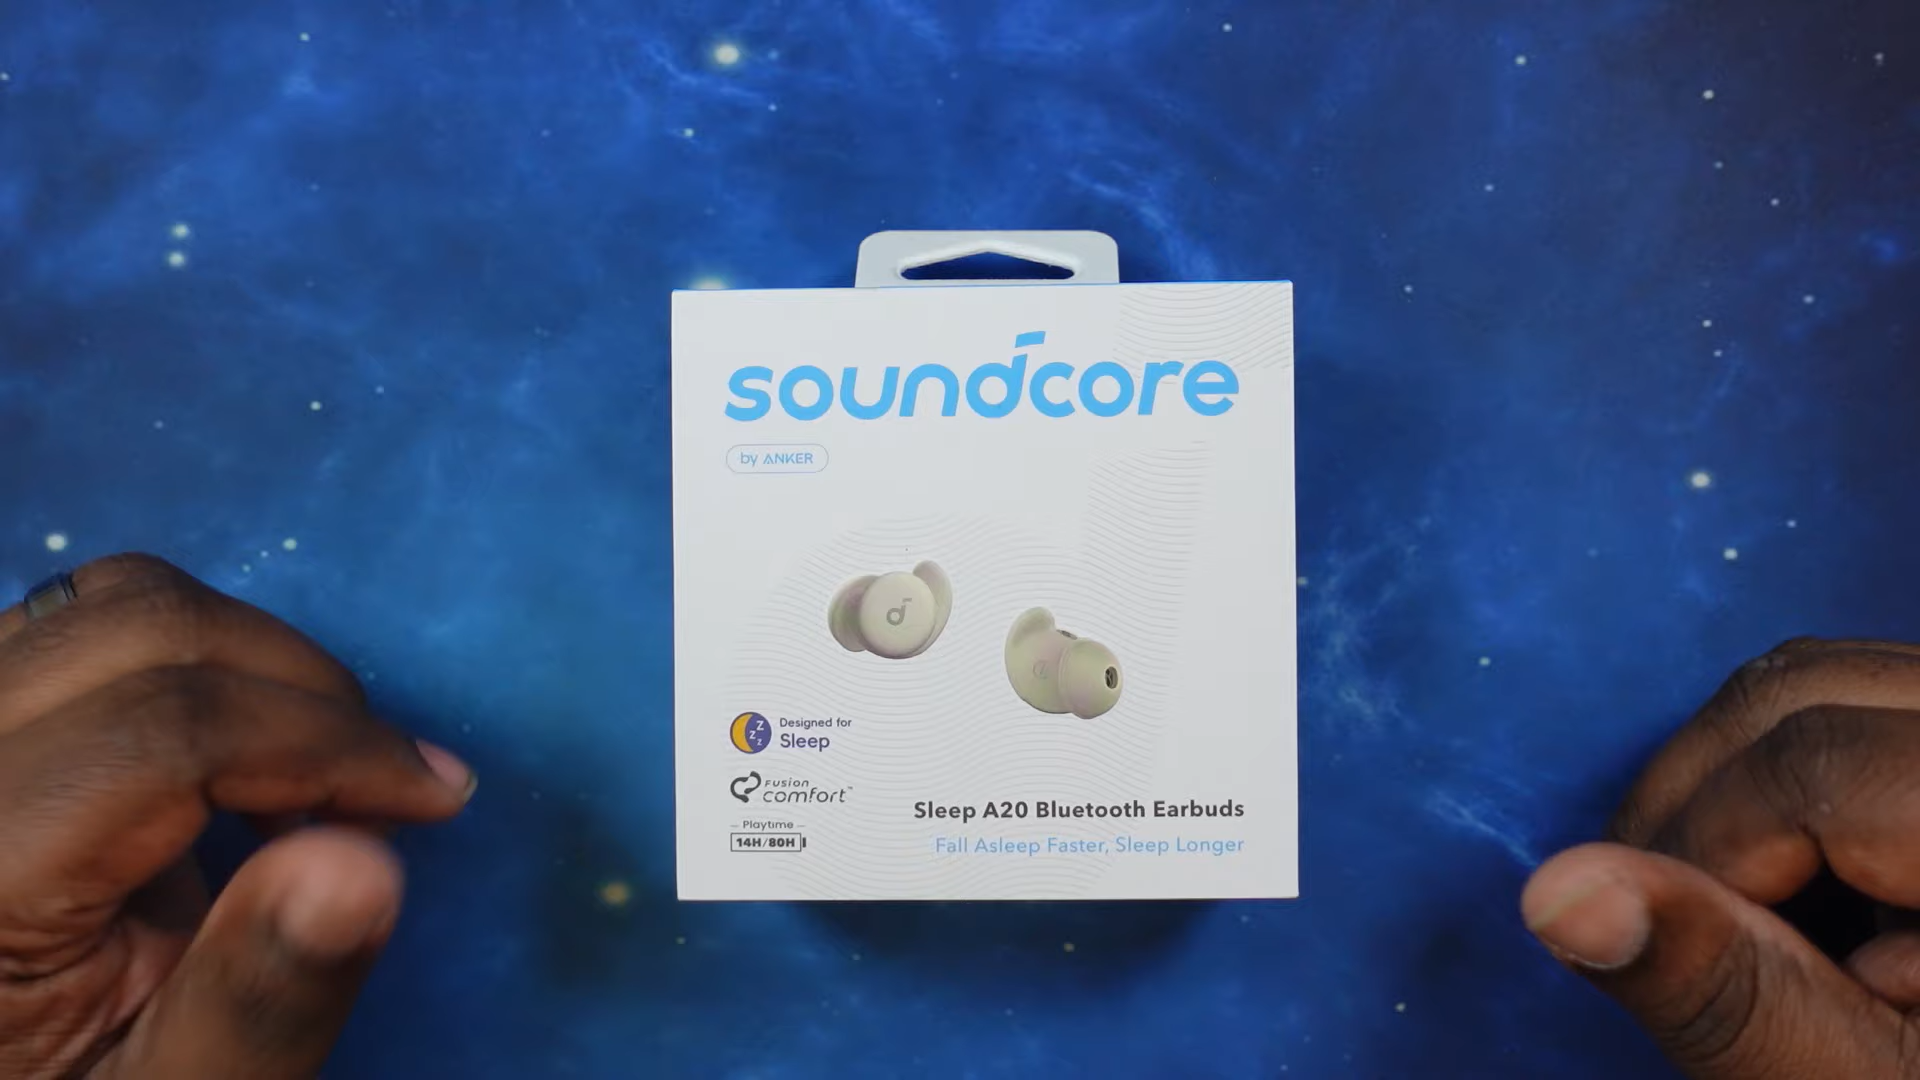 soundcore
by ANKER
Designed for
Sleep
Fusion
comfort™
Playtime
14H/80H
Sleep A20 Bluetooth Earbuds
Fall Asleep Faster, Sleep Longer